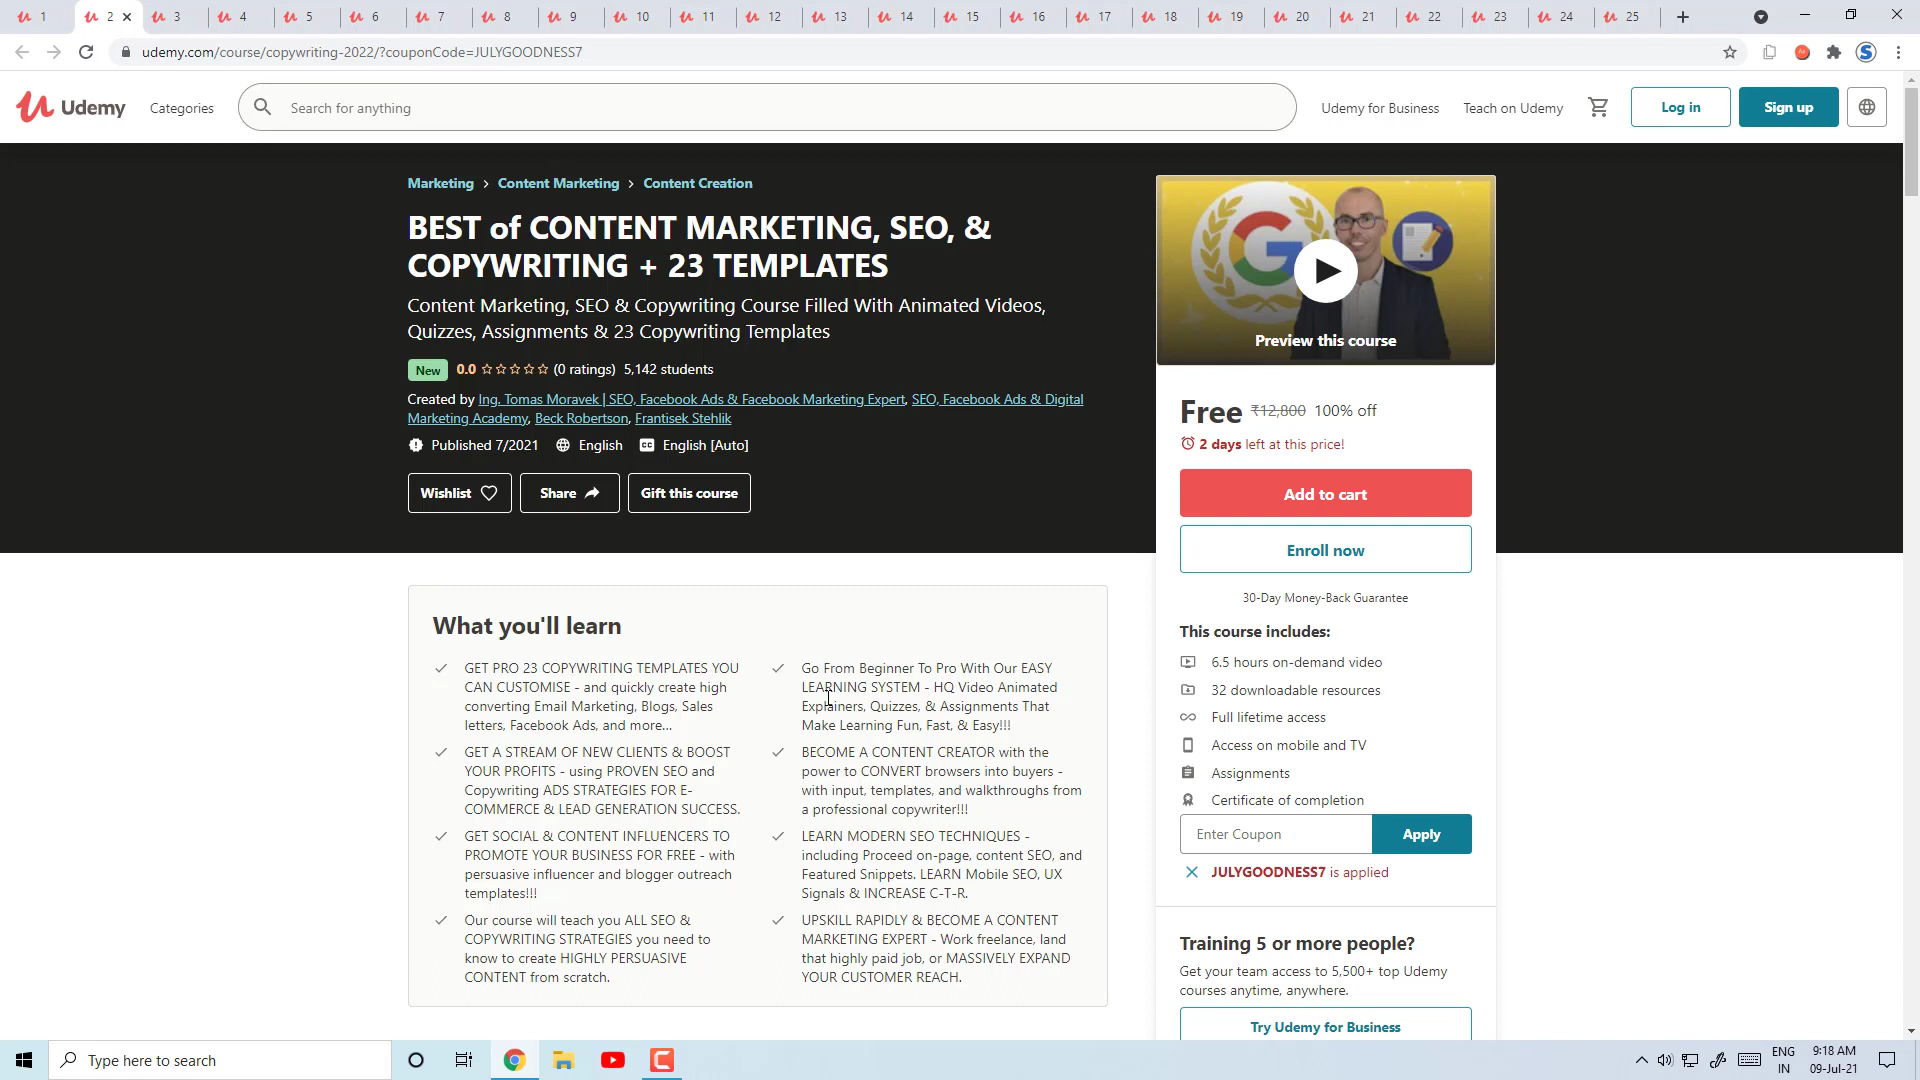 1
2
3
4
5
6
7
8
9
10
11
12
13
14
15
16
17
18
19
20
21
22
23
24
25
udemy.com/course/copywriting-2022/?couponCode=JULYGOODNESS7
Udemy
Categories
Search for anything
Udemy for Business
Teach on Udemy
Log in
Sign up
Marketing > Content Marketing > Content Creation
BEST of CONTENT MARKETING, SEO, &
COPYWRITING + 23 TEMPLATES
Content Marketing, SEO & Copywriting Course Filled With Animated Videos,
Quizzes, Assignments & 23 Copywriting Templates
New 0.0 (0 ratings) 5,142 students
Created by Ing. Tomas Moravek | SEO, Facebook Ads & Facebook Marketing Expert, SEO, Facebook Ads & Digital
Marketing Academy, Beck Robertson, Frantisek Stehlik
Published 7/2021 English CC English [Auto]
Wishlist
Share
Gift this course
Preview this course
Free ₹12,800 100% off
2 days left at this price!
Add to cart
Enroll now
30-Day Money-Back Guarantee
This course includes:
6.5 hours on-demand video
32 downloadable resources
Full lifetime access
Access on mobile and TV
Assignments
Certificate of completion
Enter Coupon
Apply
JULYGOODNESS7 is applied
Training 5 or more people?
Get your team access to 5,500+ top Udemy
courses anytime, anywhere.
Try Udemy for Business
What you'll learn
GET PRO 23 COPYWRITING TEMPLATES YOU
CAN CUSTOMISE - and quickly create high
converting Email Marketing, Blogs, Sales
letters, Facebook Ads, and more...
Go From Beginner To Pro With Our EASY
LEARNING SYSTEM - HQ Video Animated
Explainers, Quizzes, & Assignments That
Make Learning Fun, Fast, & Easy!!!
GET A STREAM OF NEW CLIENTS & BOOST
YOUR PROFITS - using PROVEN SEO and
Copywriting ADS STRATEGIES FOR E-
COMMERCE & LEAD GENERATION SUCCESS.
BECOME A CONTENT CREATOR with the
power to CONVERT browsers into buyers -
with input, templates, and walkthroughs from
a professional copywriter!!!
GET SOCIAL & CONTENT INFLUENCERS TO
PROMOTE YOUR BUSINESS FOR FREE - with
persuasive influencer and blogger outreach
templates!!!
LEARN MODERN SEO TECHNIQUES -
including Proceed on-page, content SEO, and
Featured Snippets. LEARN Mobile SEO, UX
Signals & INCREASE C-T-R.
Our course will teach you ALL SEO &
COPYWRITING STRATEGIES you need to
know to create HIGHLY PERSUASIVE
CONTENT from scratch.
UPSKILL RAPIDLY & BECOME A CONTENT
MARKETING EXPERT - Work freelance, land
that highly paid job, or MASSIVELY EXPAND
YOUR CUSTOMER REACH.
Type here to search
ENG
IN
9:18 AM
09-Jul-21